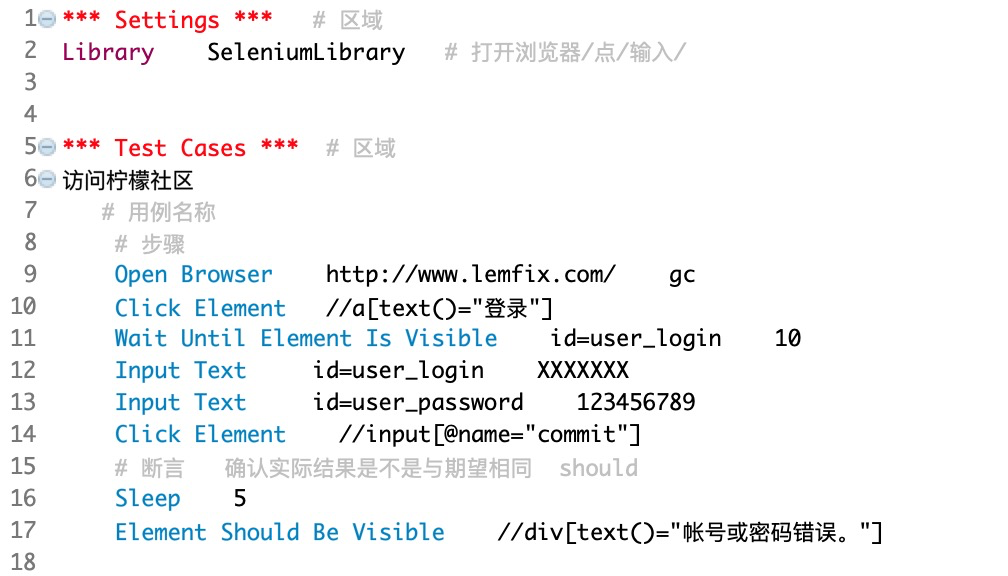 1 *** Settings ***   # 区域
2 Library    SeleniumLibrary   # 打开浏览器/点/输入/
3
4
5 *** Test Cases ***  # 区域
6 访问柠檬社区
7    # 用例名称
8     # 步骤
9     Open Browser    http://www.lemfix.com/    gc
10     Click Element   //a[text()="登录"]
11     Wait Until Element Is Visible    id=user_login    10
12     Input Text     id=user_login    XXXXXXX
13     Input Text     id=user_password    123456789
14     Click Element    //input[@name="commit"]
15     # 断言   确认实际结果是不是与期望相同  should
16     Sleep    5
17     Element Should Be Visible    //div[text()="帐号或密码错误。"]
18